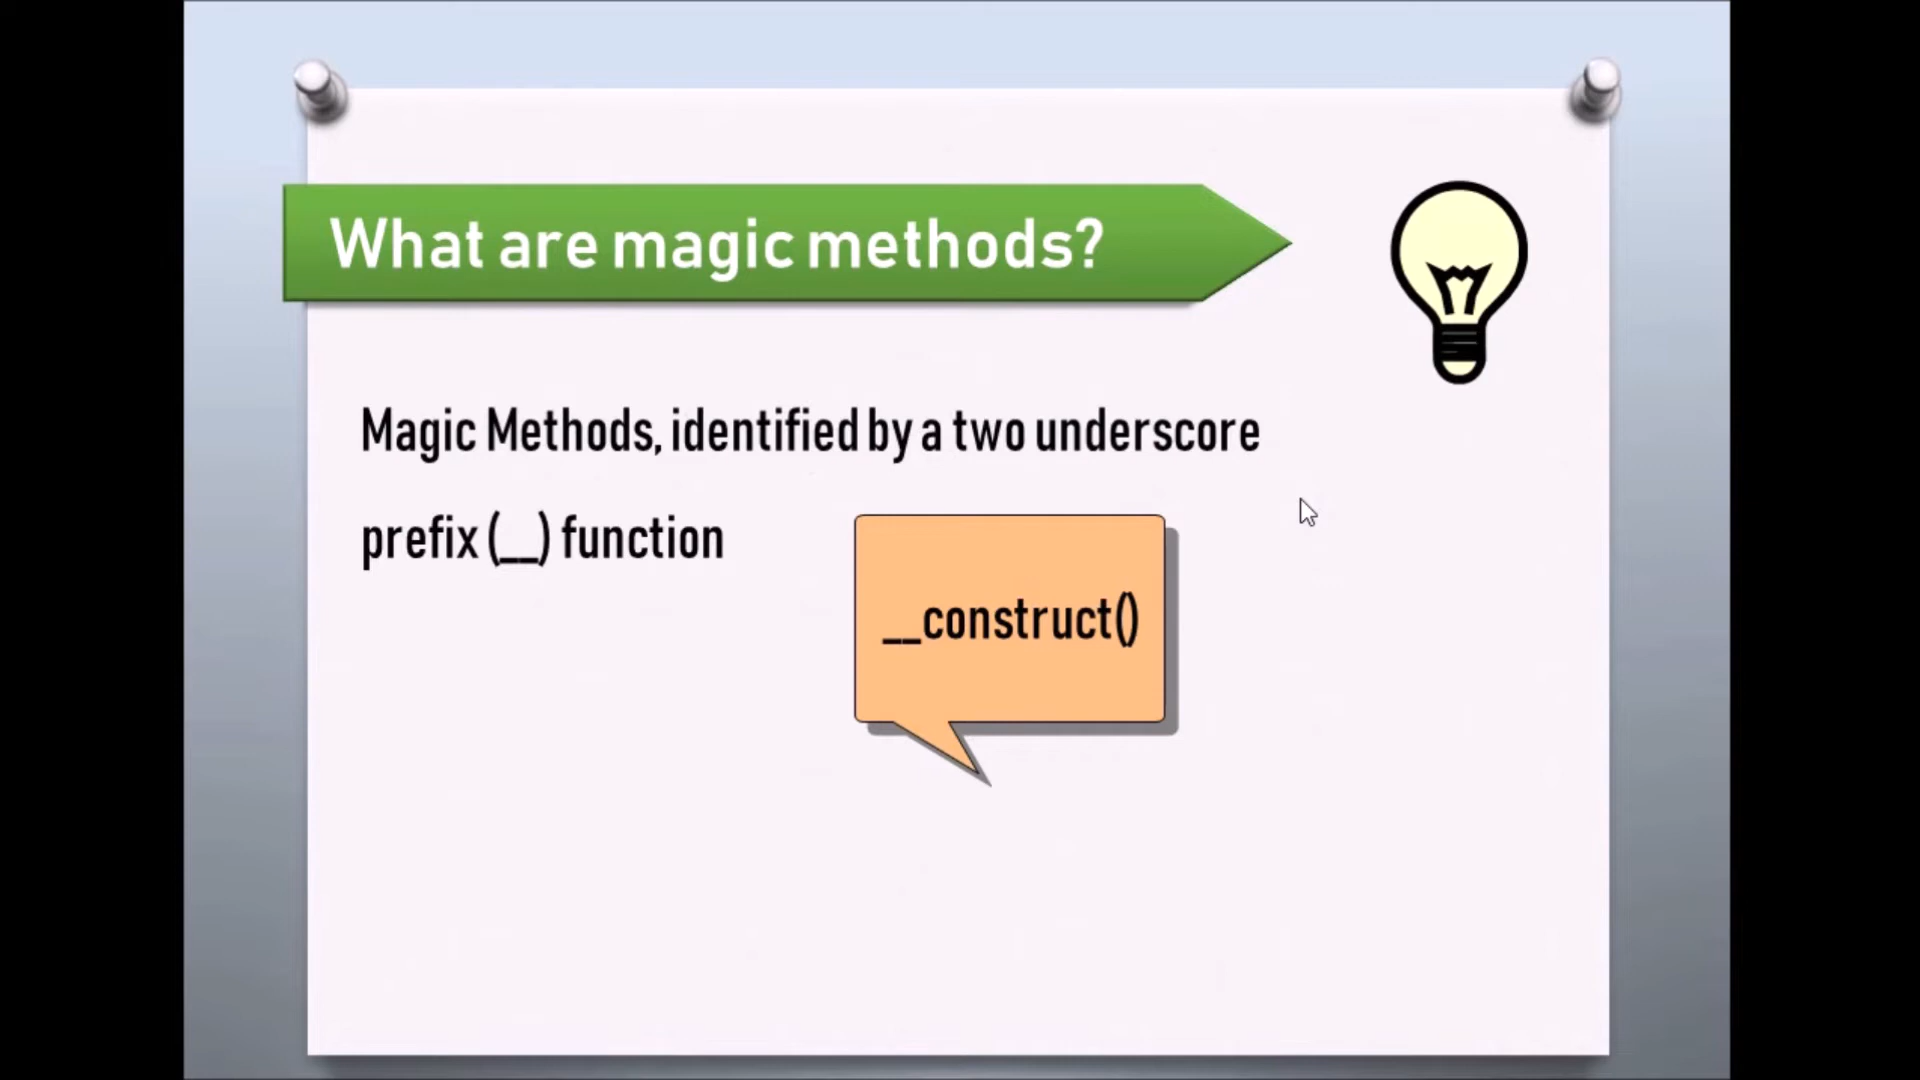 What are magic methods?
Magic Methods, identified by a two underscore
prefix (__) function
__construct()